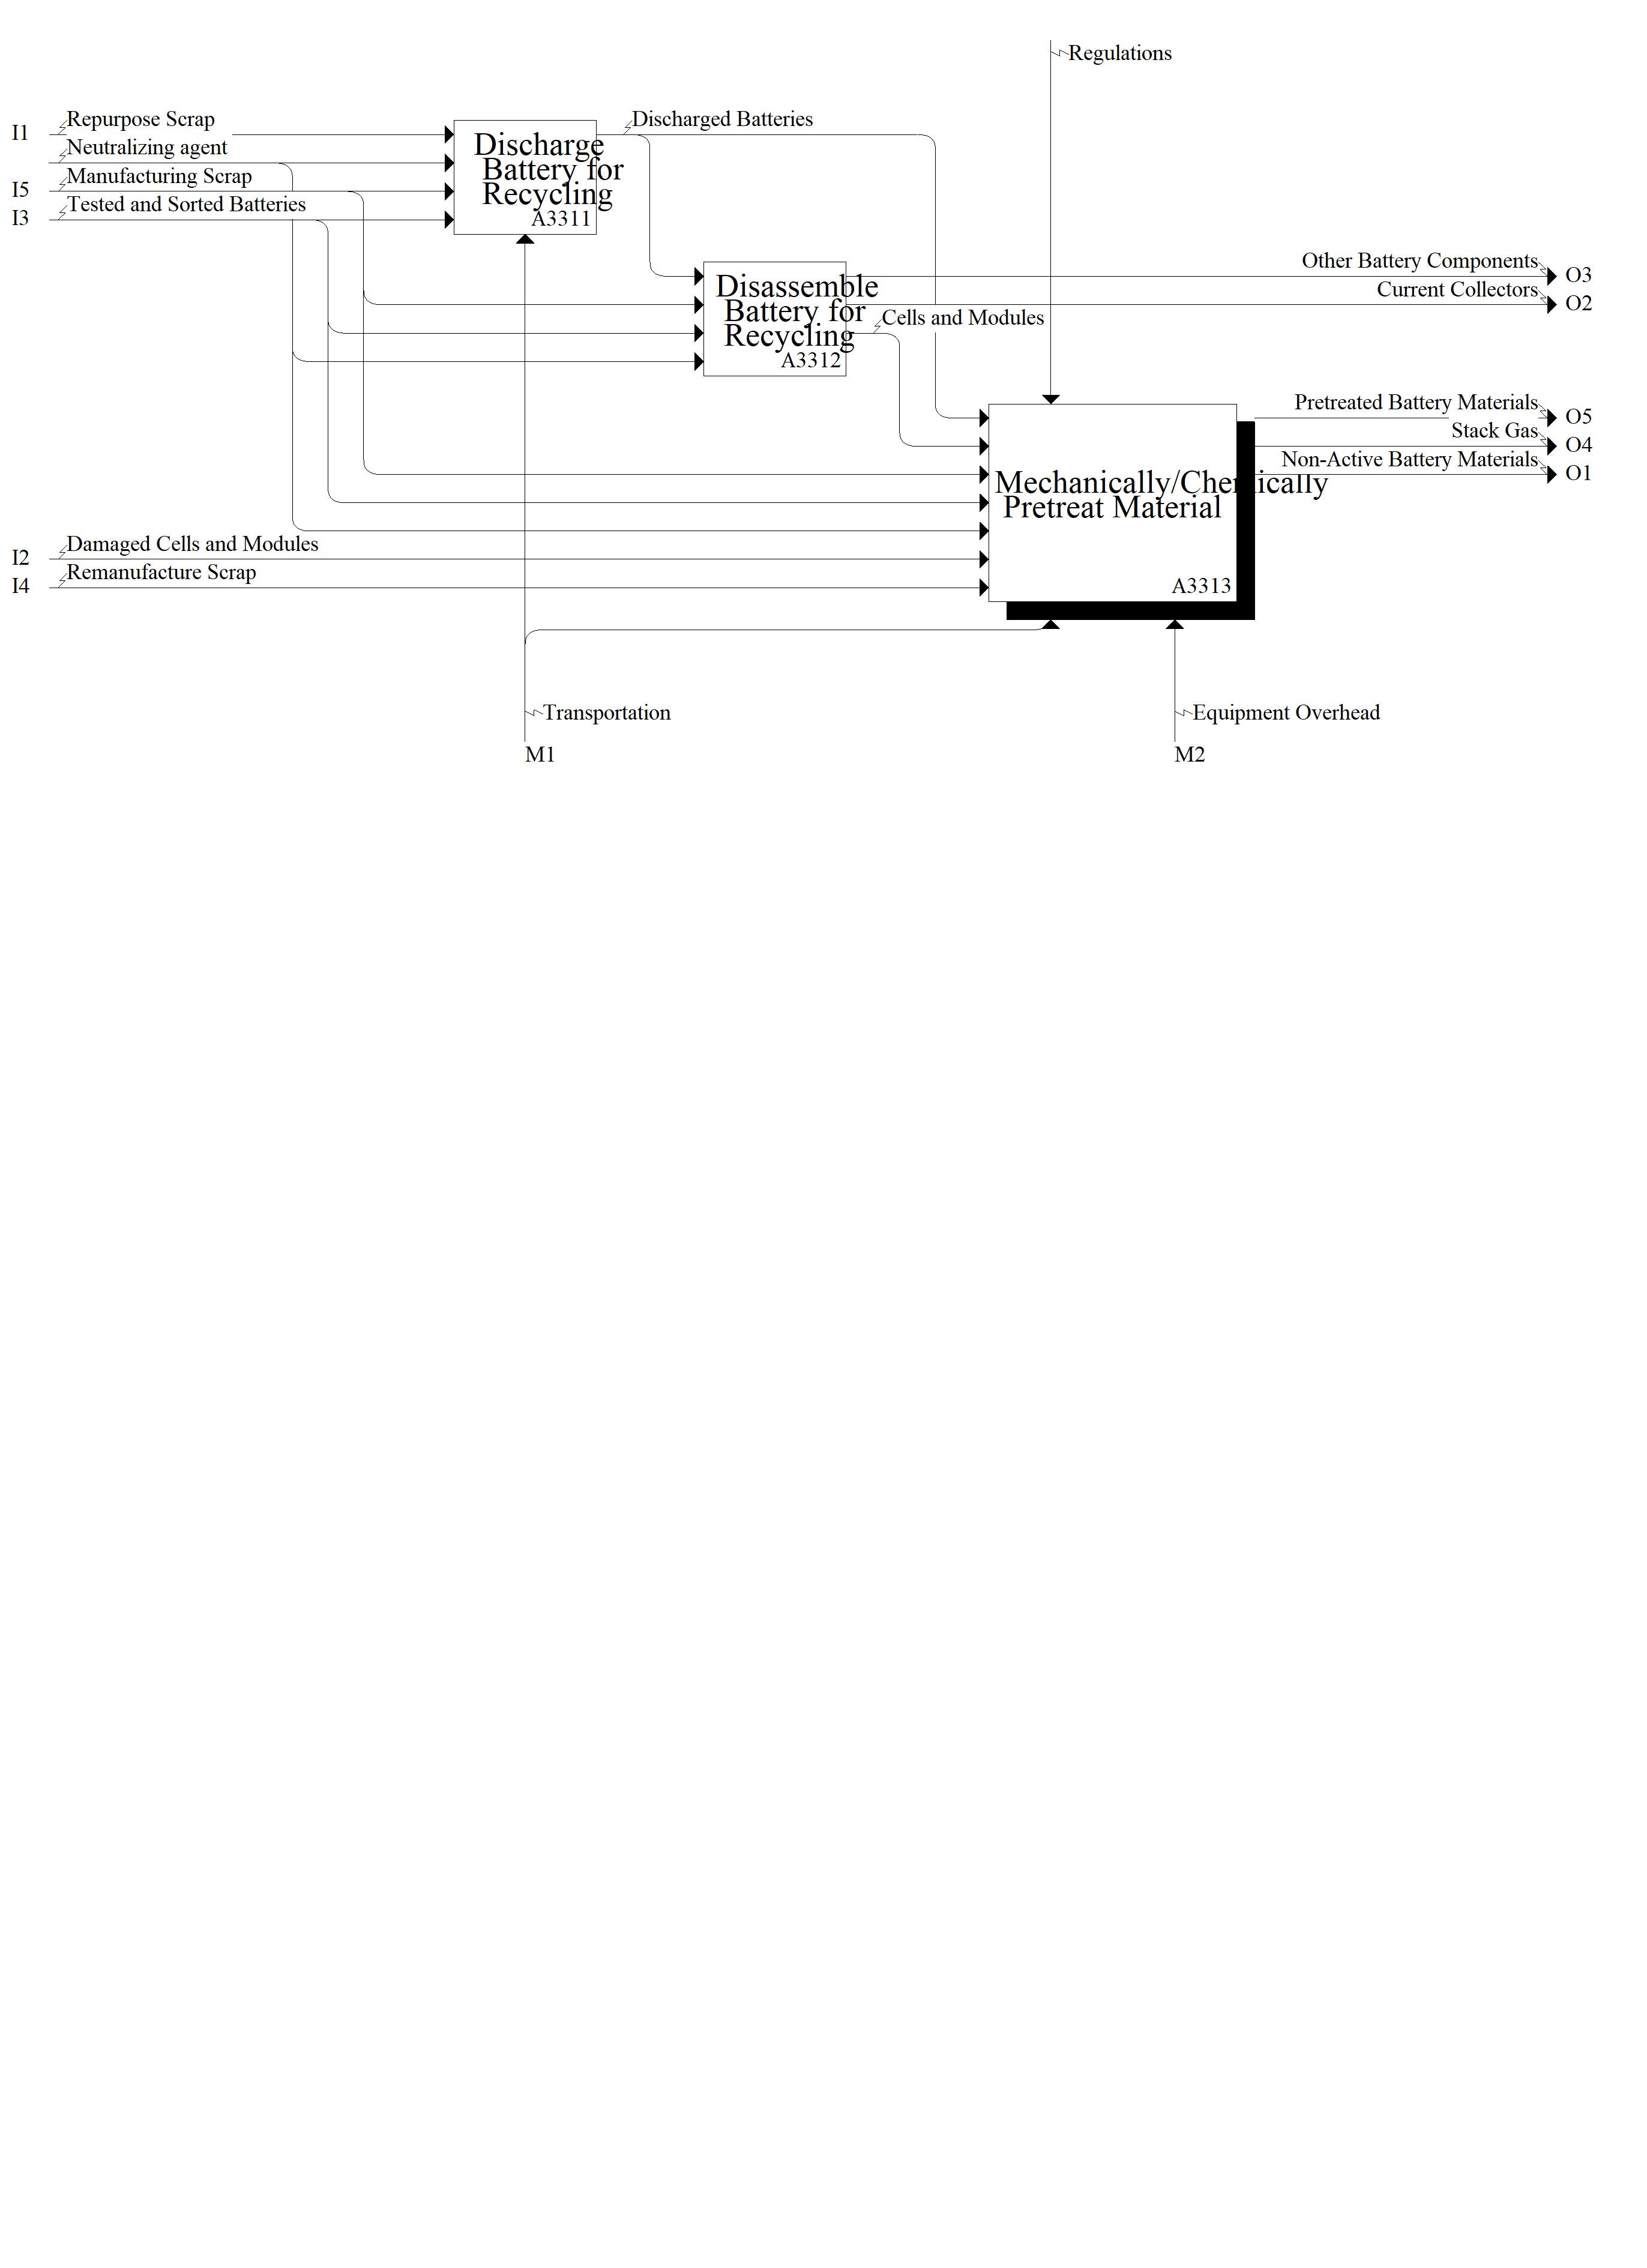 Regulations
I1
Repurpose Scrap
Neutralizing agent
I5
Manufacturing Scrap
I3
Tested and Sorted Batteries
Discharge
Battery for
Recycling
A3311
Discharged Batteries
Disassemble
Battery for
Recycling
A3312
Other Battery Components
O3
Current Collectors
O2
Cells and Modules
Mechanically/Chemically
Pretreat Material
A3313
Pretreated Battery Materials
O5
Stack Gas
O4
Non-Active Battery Materials
O1
I2
Damaged Cells and Modules
I4
Remanufacture Scrap
Transportation
M1
Equipment Overhead
M2